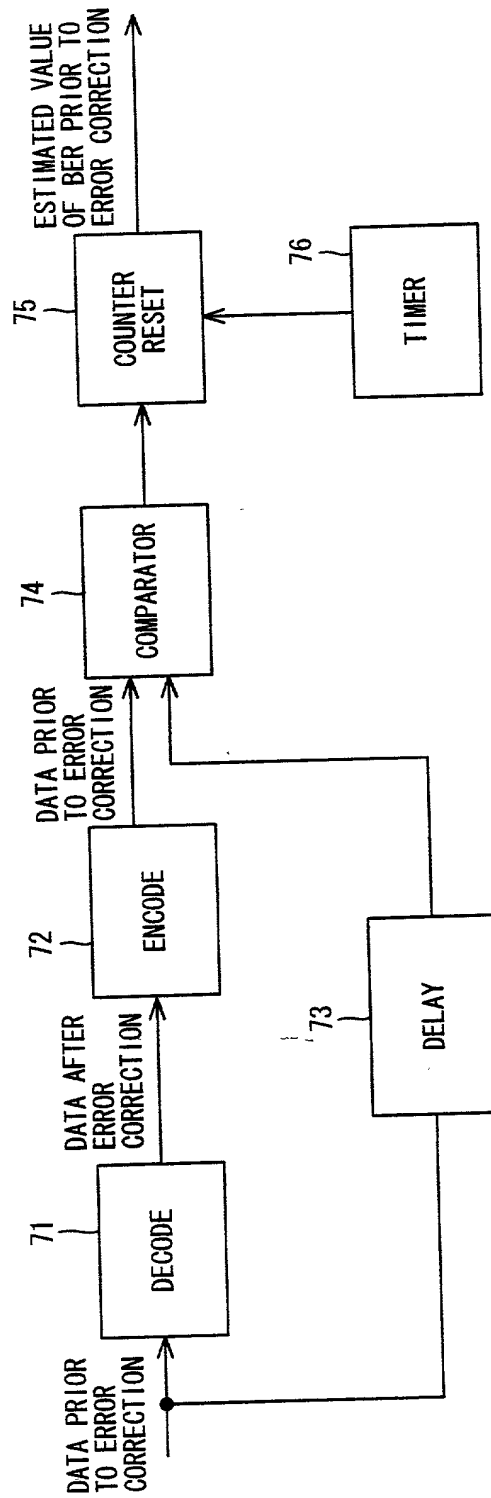 DATA PRIOR
TO ERROR
CORRECTION
71
DECODE
DATA AFTER
ERROR
CORRECTION
72
ENCODE
DATA PRIOR
TO ERROR
CORRECTION
73
DELAY
74
COMPARATOR
75
COUNTER
RESET
76
TIMER
ESTIMATED VALUE
OF BER PRIOR TO
ERROR CORRECTION